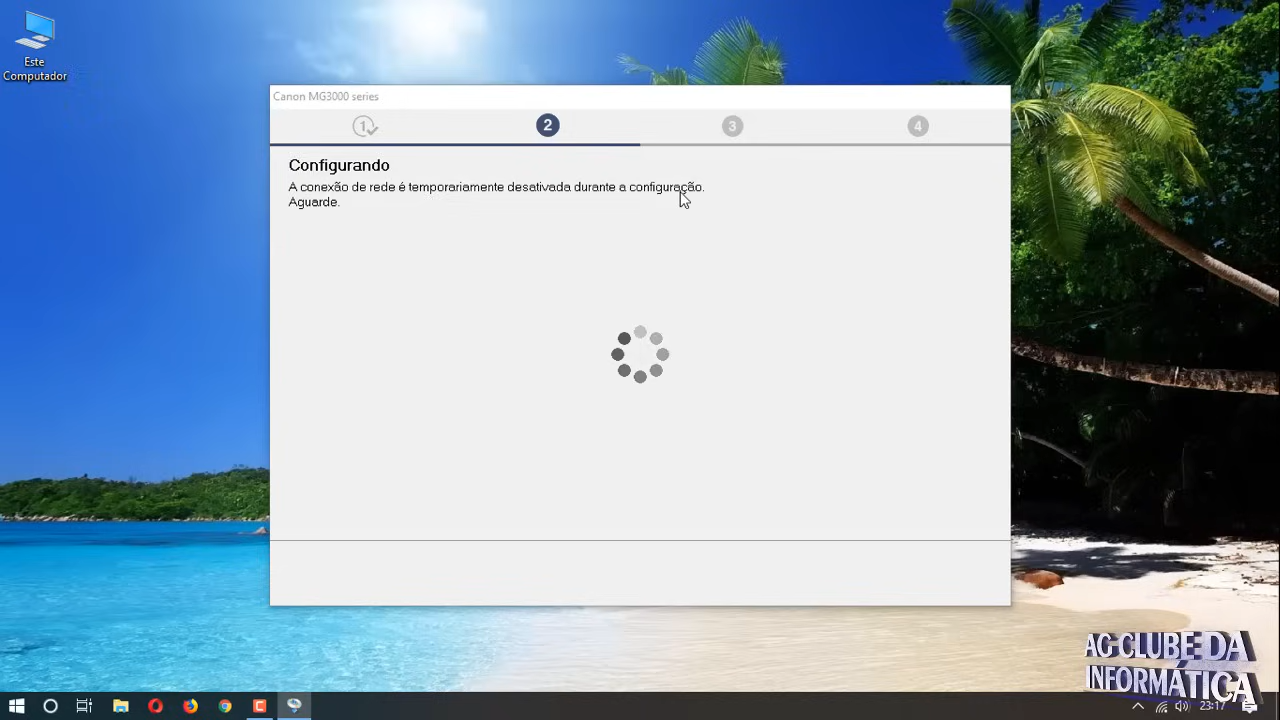 Este
Computador
Canon MG3000 series
1
2
3
4
Configurando
A conexão de rede é temporariamente desativada durante a configuração.
Aguarde.
AG CLUBE DA
INFORMÁTICA
23:17